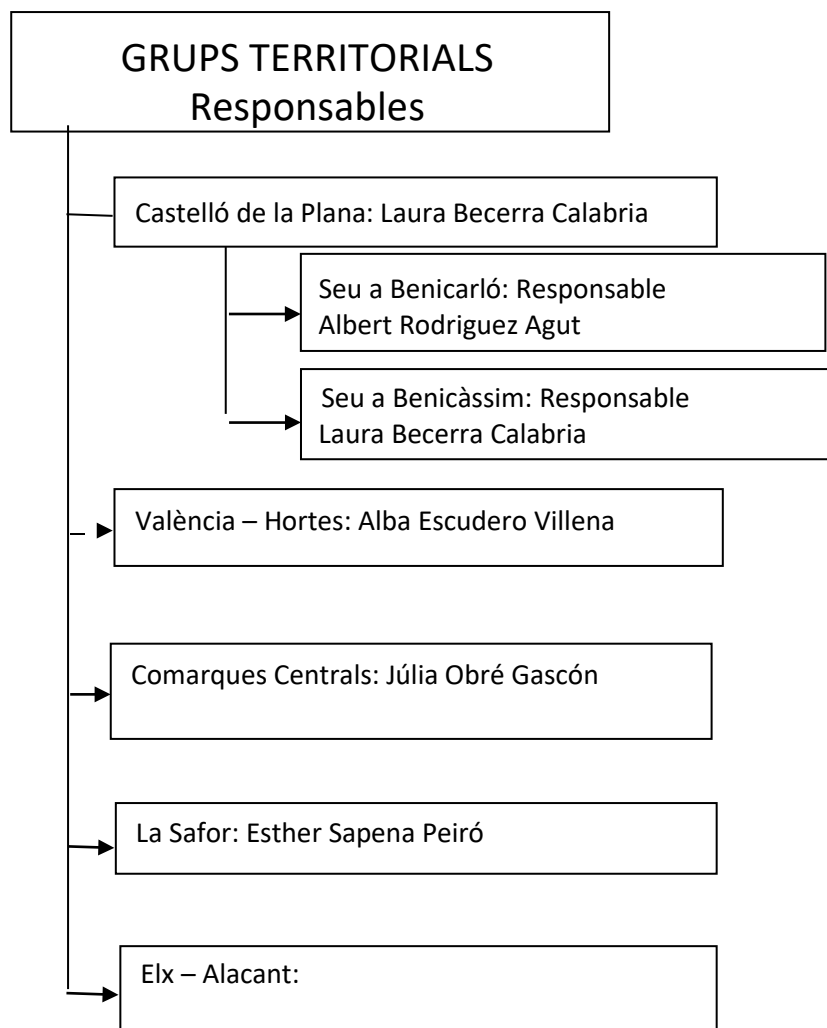 GRUPS TERRITORIALS
Responsables
Castelló de la Plana: Laura Becerra Calabria
Seu a Benicarló: Responsable
Albert Rodriguez Agut
Seu a Benicàssim: Responsable
Laura Becerra Calabria
València – Hortes: Alba Escudero Villena
Comarques Centrals: Júlia Obré Gascón
La Safor: Esther Sapena Peiró
Elx – Alacant: